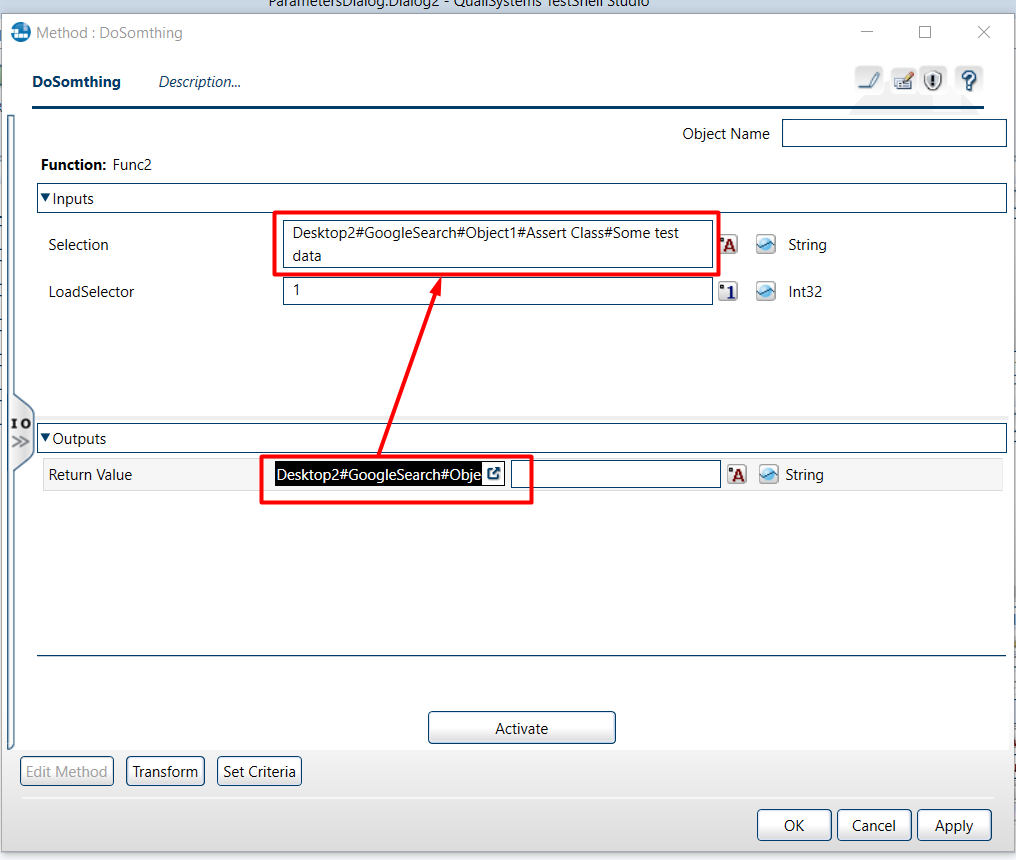 ParametersDialog.Dialog2 - QualiSystems TestShell Studio
Method : DoSomthing
DoSomthing Description...
Object Name
Function: Func2
Inputs
Selection Desktop2#GoogleSearch#Object1#Assert Class#Some test
data
A String
LoadSelector 1 1 Int32
I O
Outputs
Return Value Desktop2#GoogleSearch#Obje A String
Activate
Edit Method Transform Set Criteria
OK Cancel Apply